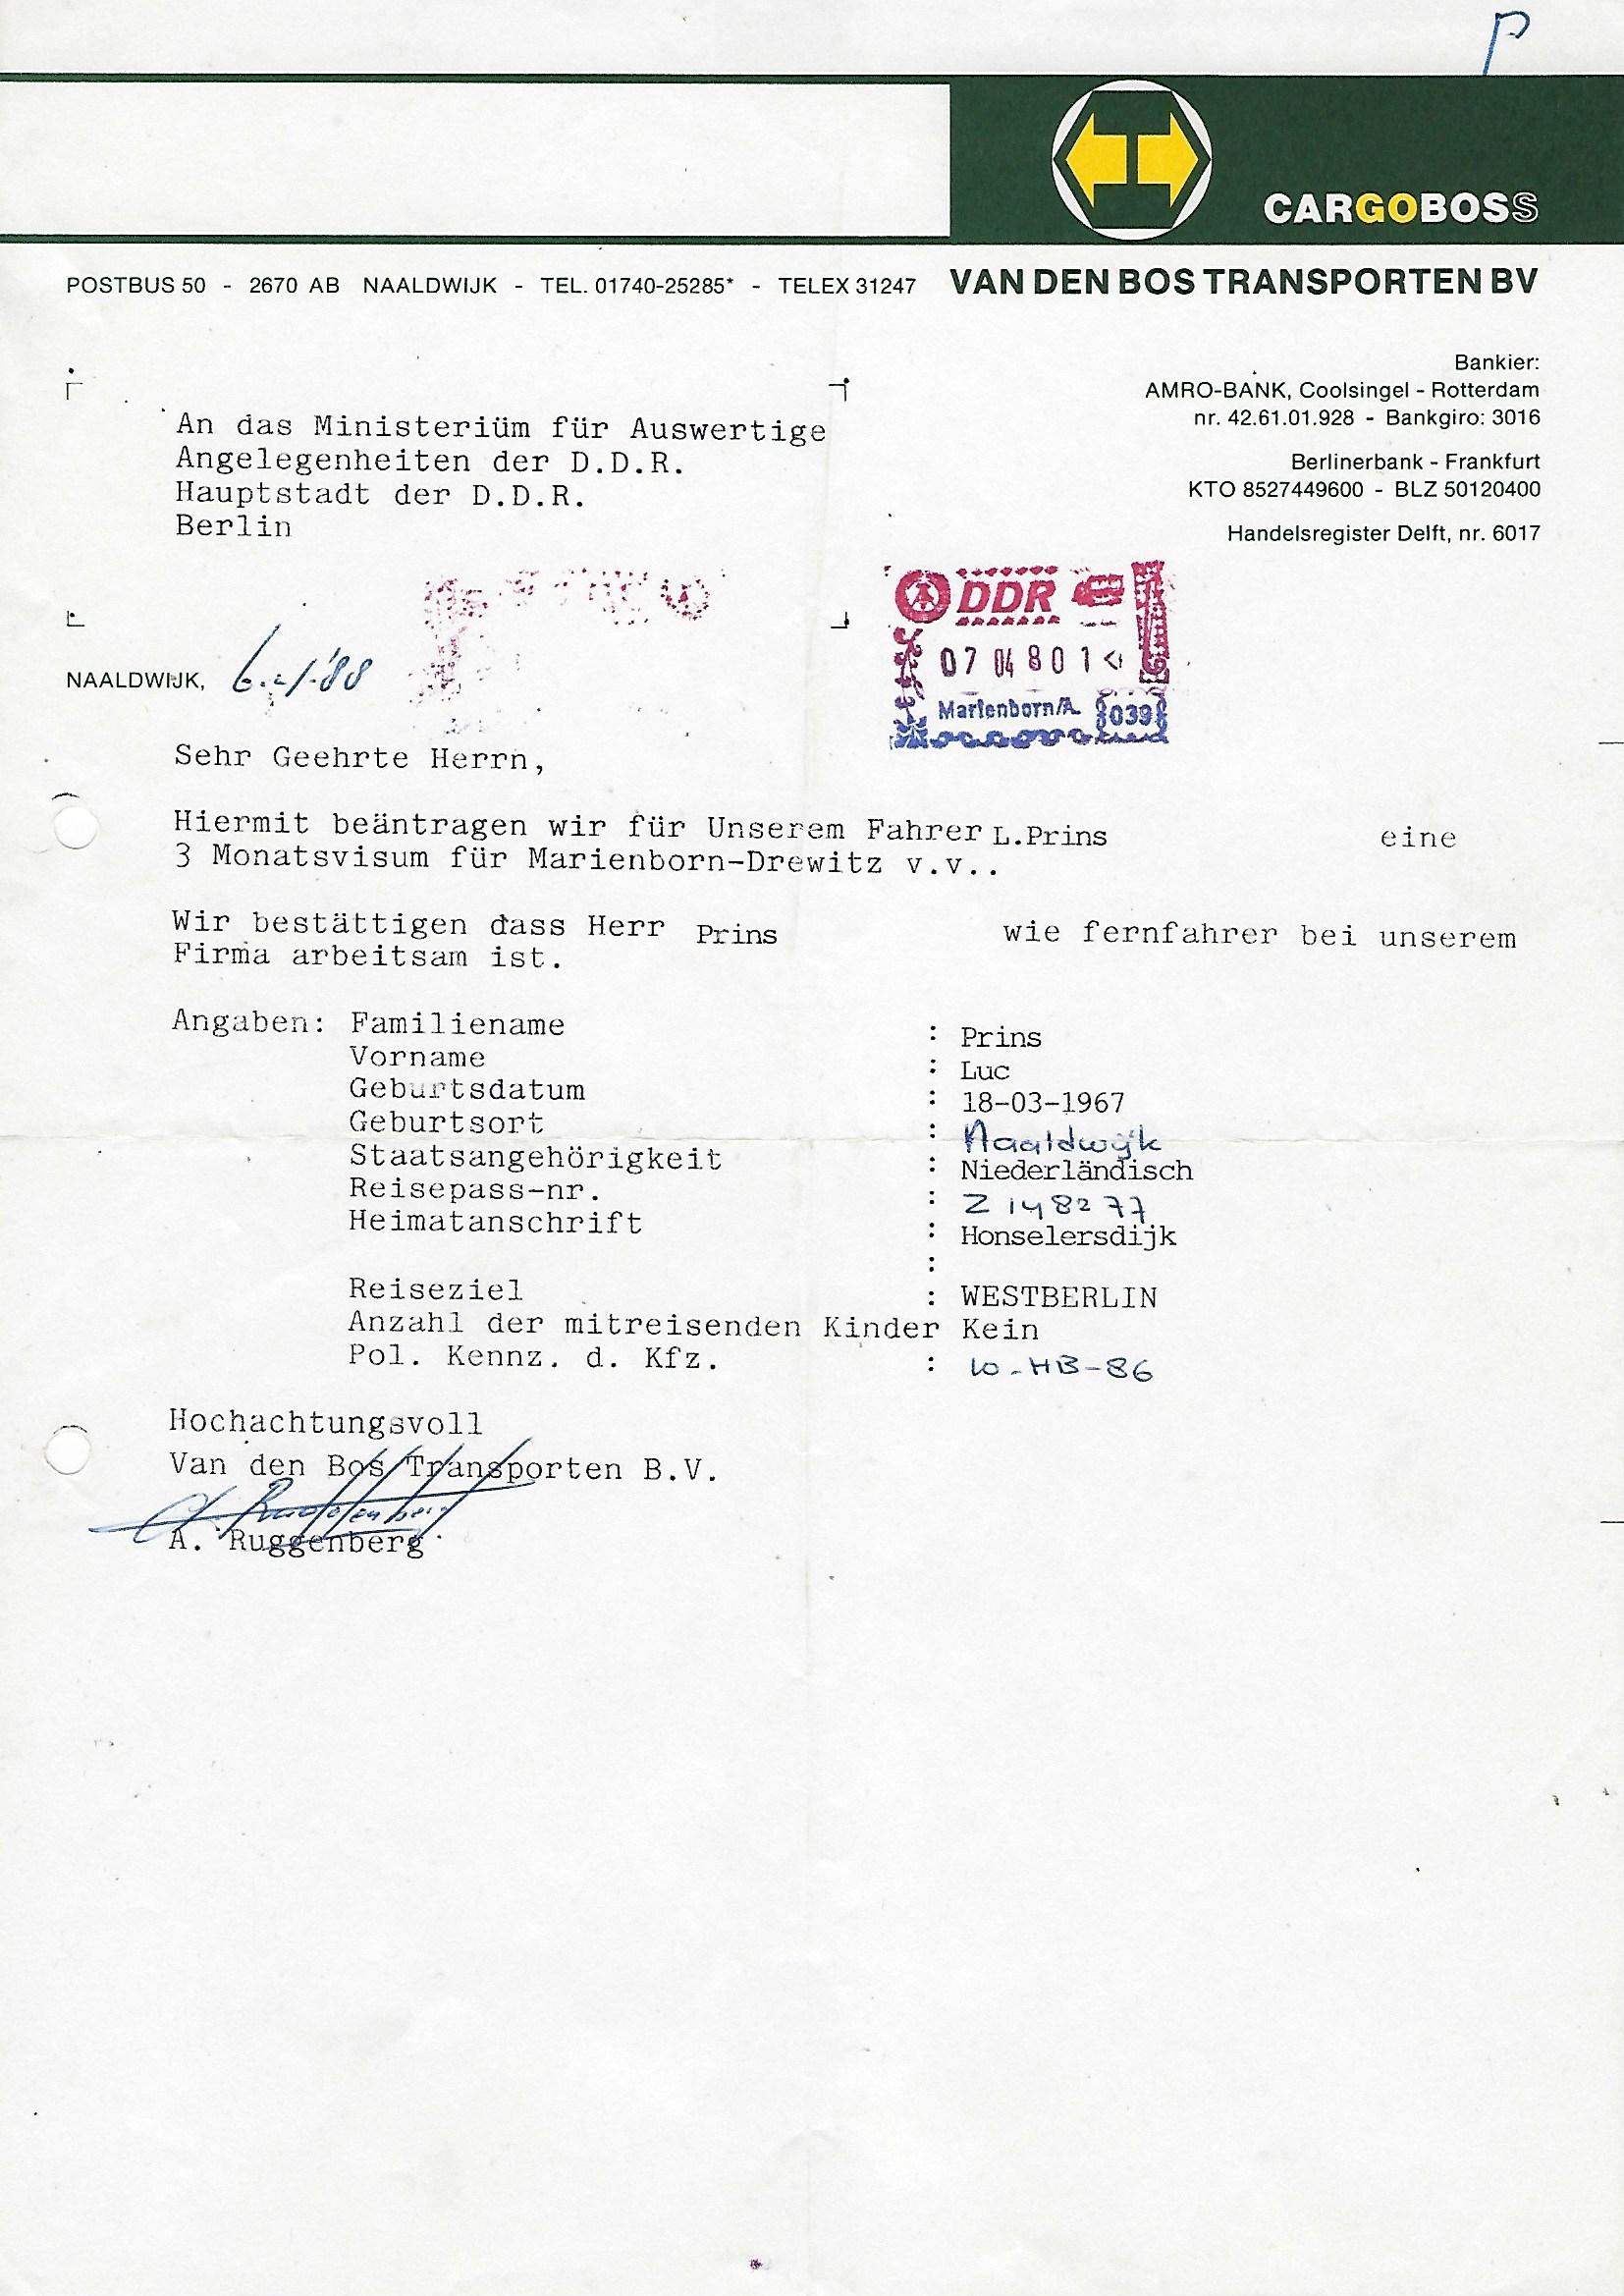 P
CARGOBOSS
POSTBUS 50 - 2670 AB NAALDWIJK - TEL. 01740-25285* - TELEX 31247 VAN DEN BOS TRANSPORTEN BV
Bankier:
AMRO-BANK, Coolsingel - Rotterdam
nr. 42.61.01.928 - Bankgiro: 3016
Berlinerbank - Frankfurt
KTO 8527449600 - BLZ 50120400
Handelsregister Delft, nr. 6017
An das Ministeriüm für Auswertige
Angelegenheiten der D.D.R.
Hauptstadt der D.D.R.
Berlin
DDR
07 04 80 1
Marienborn/A. 039
NAALDWIJK, 6.4.'88
Sehr Geehrte Herrn,
Hiermit beäntragen wir für Unserem Fahrer L.Prins eine
3 Monatsvisum für Marienborn-Drewitz v.v..
Wir bestättigen dass Herr Prins wie fernfahrer bei unserem
Firma arbeitsam ist.
Angaben: Familiename : Prins
Vorname : Luc
Geburtsdatum : 18-03-1967
Geburtsort : Naaldwijk
Staatsangehörigkeit : Niederländisch
Reisepass-nr. : Z 148277
Heimatanschrift : Honselersdijk
:
Reiseziel : WESTBERLIN
Anzahl der mitreisenden Kinder Kein
Pol. Kennz. d. Kfz. : 10-HB-86
Hochachtungsvoll
Van den Bos Transporten B.V.
A. Ruggenberg